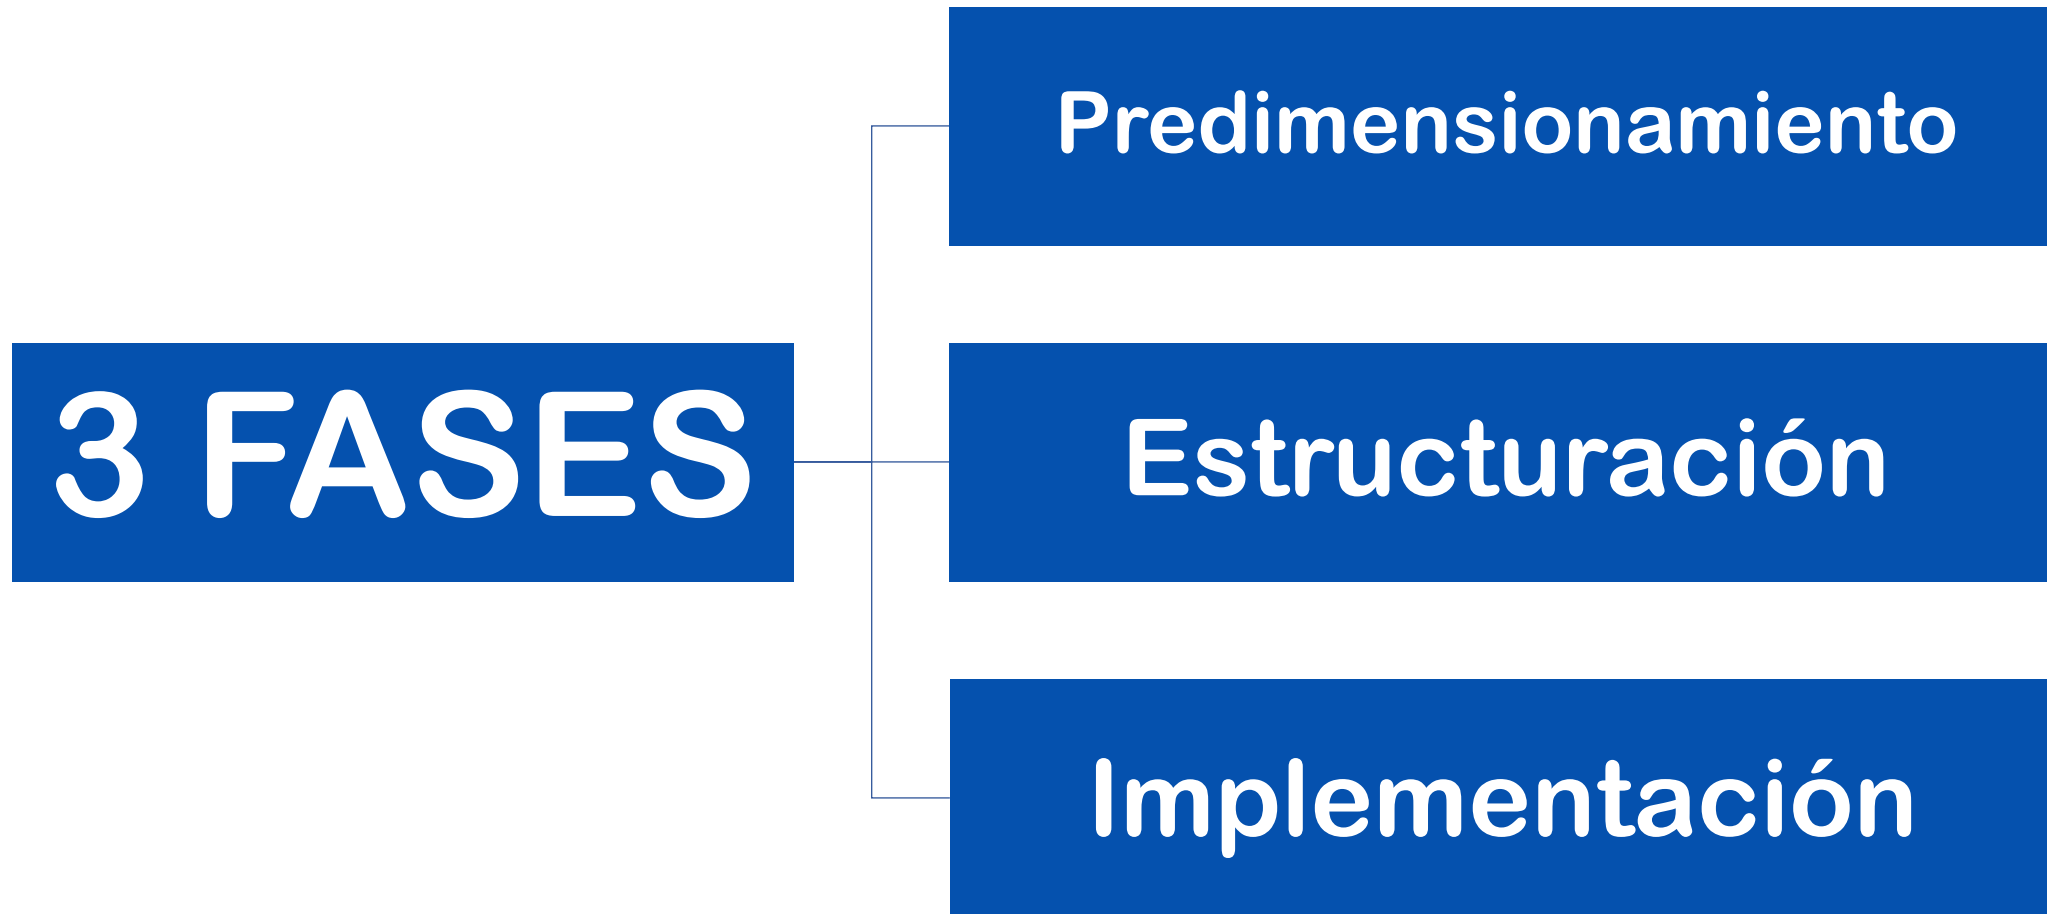 3 FASES
Predimensionamiento
Estructuración
Implementación